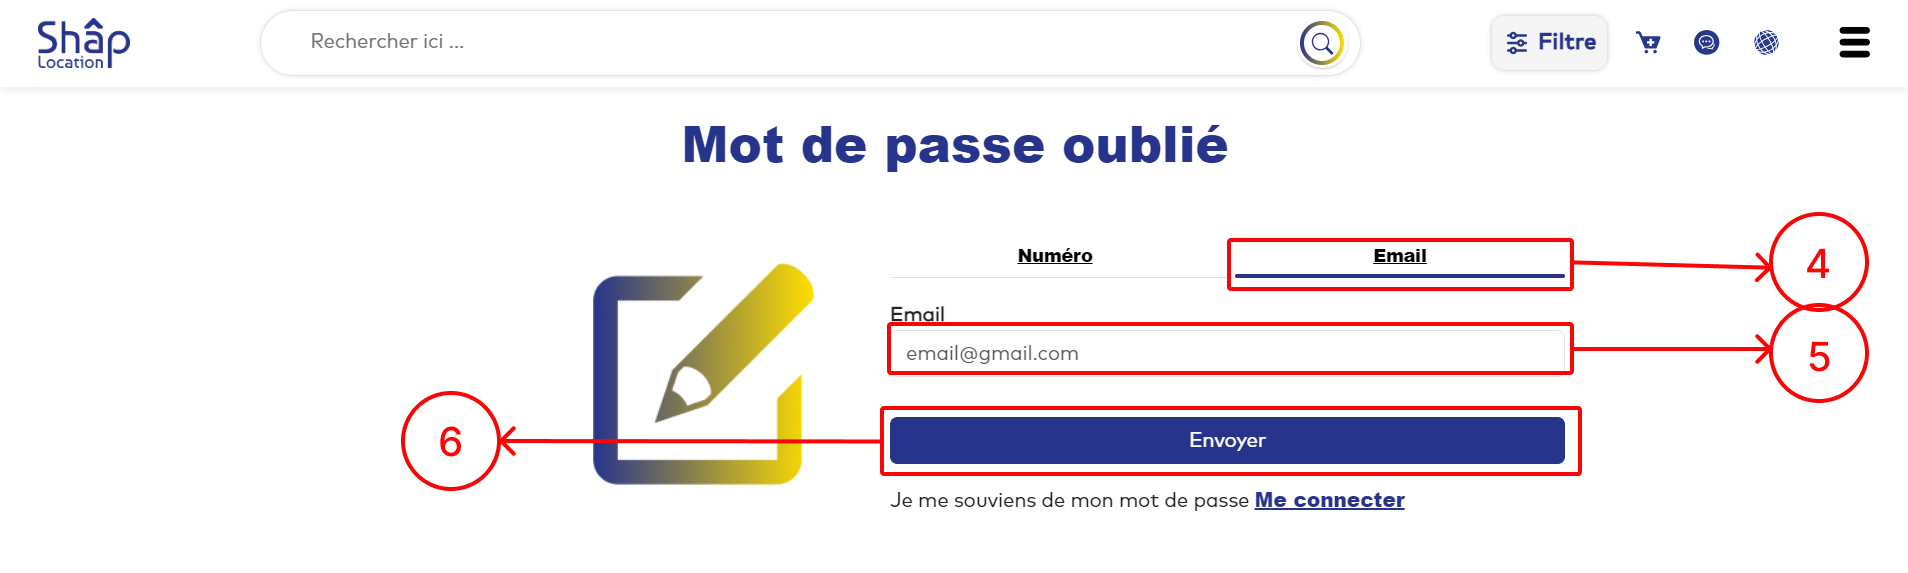 Shâp
Location
Rechercher ici ...
Filtre
Mot de passe oublié
Numéro
Email
4
Email
email@gmail.com
5
6
Envoyer
Je me souviens de mon mot de passe Me connecter